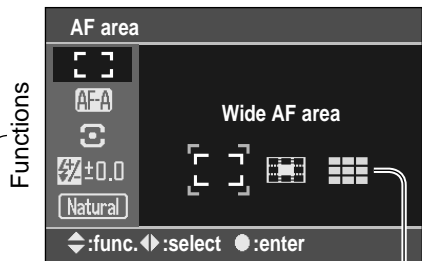 AF area
Functions
AF-A
Wide AF area
±0.0
Natural
:func. :select :enter